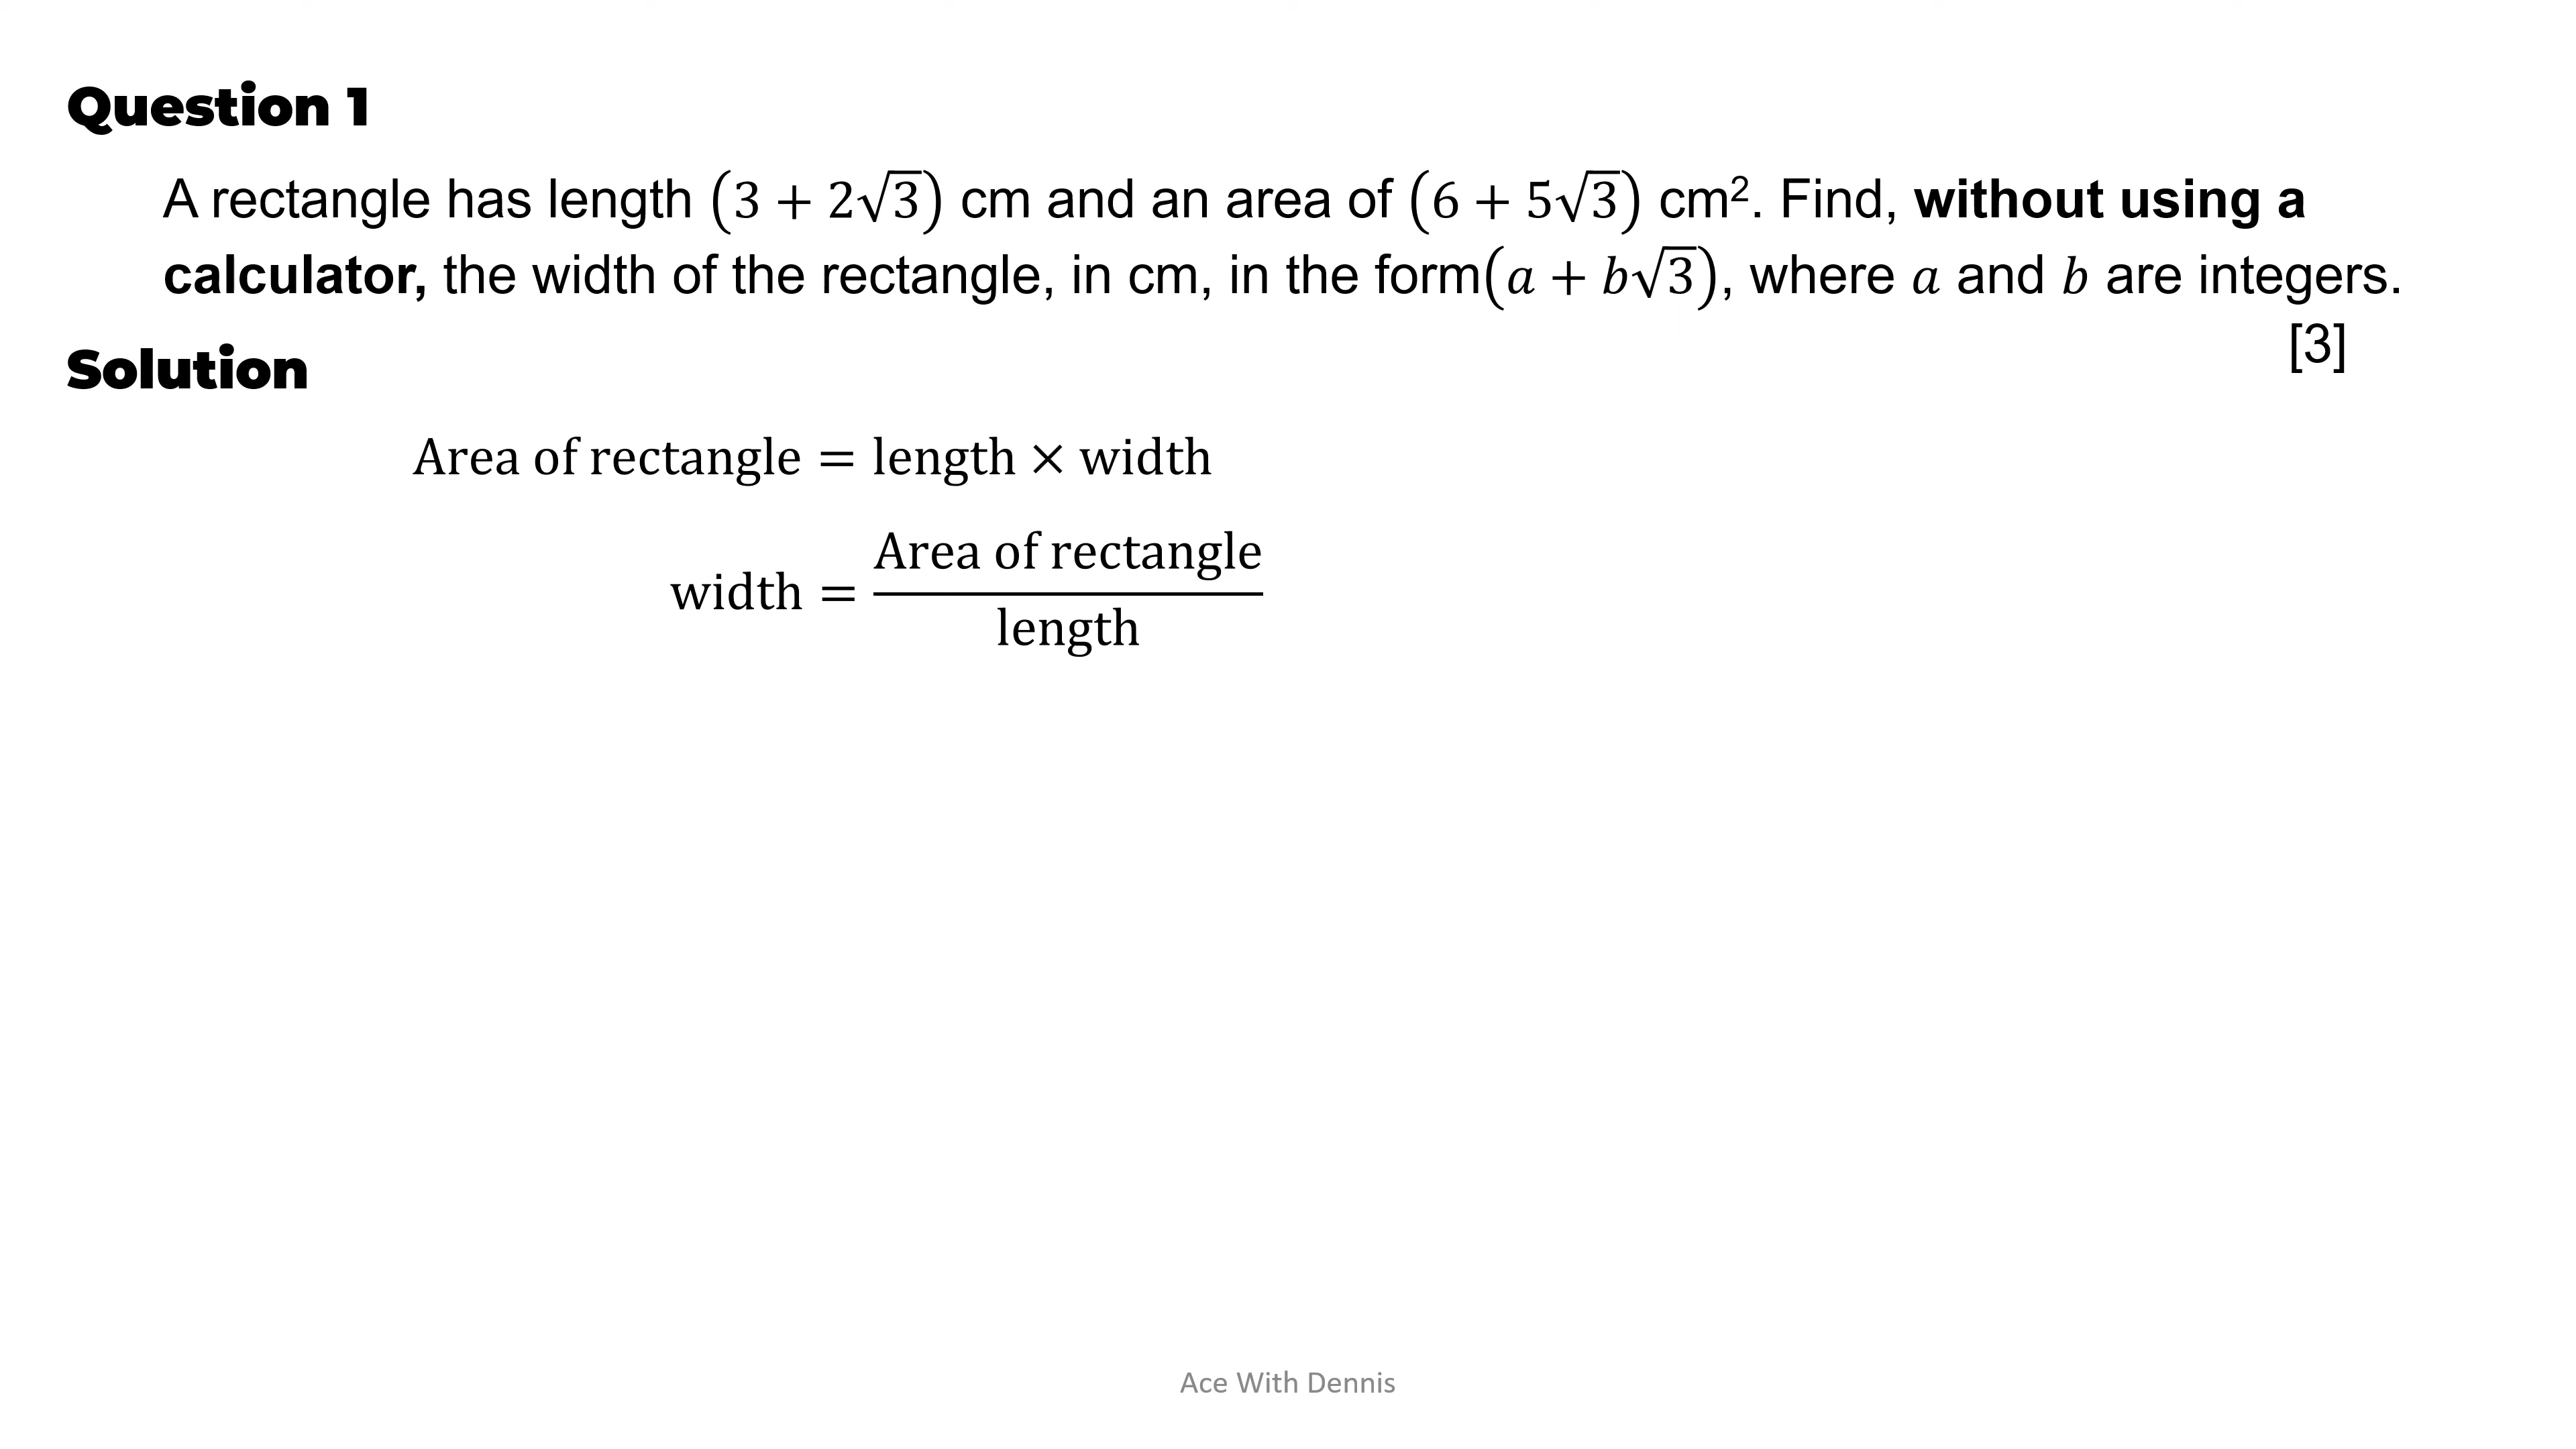 Question 1
A rectangle has length (3 + 2√3) cm and an area of (6 + 5√3) cm². Find, without using a
calculator, the width of the rectangle, in cm, in the form(a + b√3), where a and b are integers.
[3]
Solution
Area of rectangle = length × width
width = Area of rectangle / length
Ace With Dennis